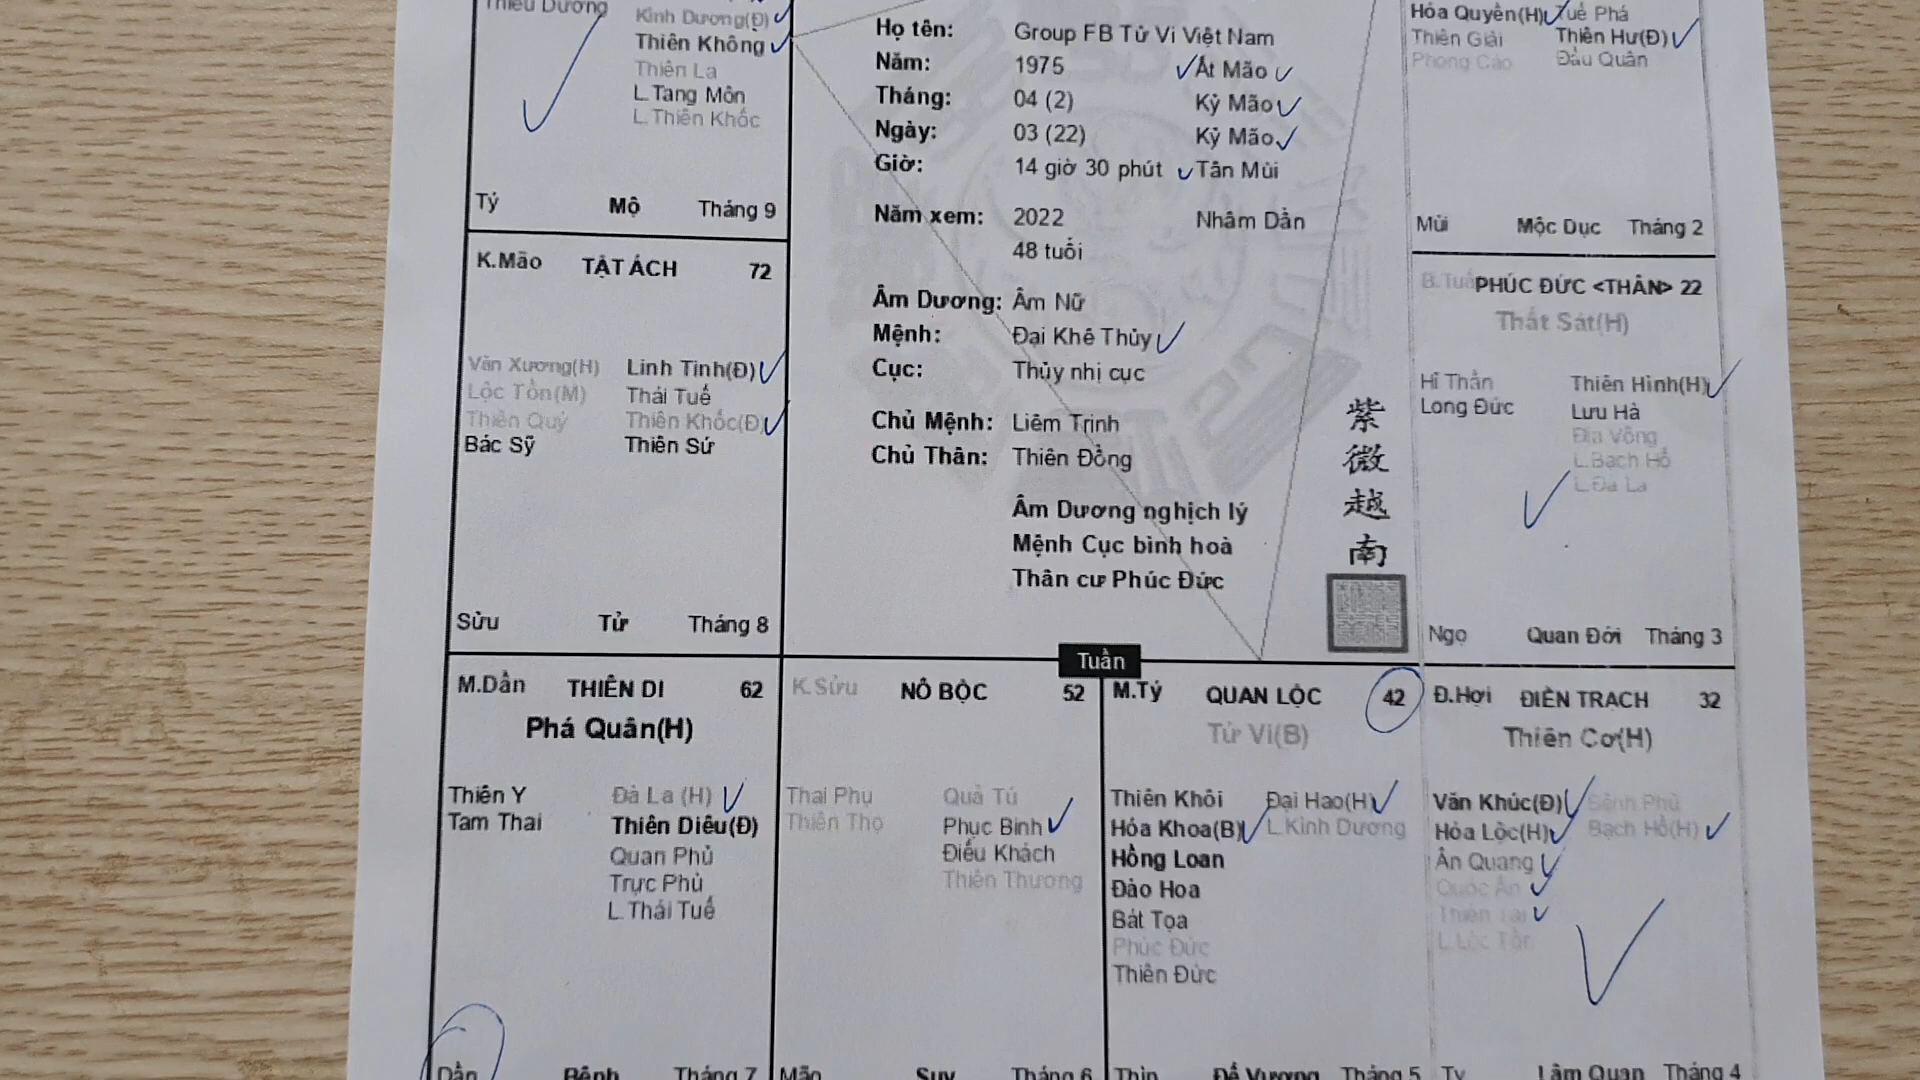 Thiếu Dương
Kình Dương(Đ)
Thiên Không
Thiên La
L.Tang Môn
L.Thiên Khốc
Tý Mộ Tháng 9
Họ tên: Group FB Tử Vi Việt Nam
Năm: 1975 Ất Mão
Tháng: 04 (2) Kỷ Mão
Ngày: 03 (22) Kỷ Mão
Giờ: 14 giờ 30 phút Tân Mùi
Năm xem: 2022 Nhâm Dần
48 tuổi
Âm Dương: Âm Nữ
Mệnh: Đại Khê Thủy
Cục: Thủy nhị cục
Chủ Mệnh: Liêm Trinh
Chủ Thân: Thiên Đồng
Âm Dương nghịch lý
Mệnh Cục bình hoà
Thân cư Phúc Đức
紫
微
越
南
Hóa Quyền(H) Tuế Phá
Thiên Giải Thiên Hư(Đ)
Phong Cáo Đẩu Quân
Mùi Mộc Dục Tháng 2
K.Mão TẬT ÁCH 72
Văn Xương(H) Linh Tinh(Đ)
Lộc Tồn(M) Thái Tuế
Thiên Quý Thiên Khốc(Đ)
Bác Sỹ Thiên Sứ
Sửu Tử Tháng 8
B.Tuất PHÚC ĐỨC <THÂN> 22
Thất Sát(H)
Hỉ Thần Thiên Hình(H)
Long Đức Lưu Hà
Địa Võng
L.Bạch Hổ
L.Đà La
Ngọ Quan Đới Tháng 3
Tuần
M.Dần THIÊN DI 62
Phá Quân(H)
Thiên Y Đà La (H)
Tam Thai Thiên Diêu(Đ)
Quan Phủ
Trực Phù
L.Thái Tuế
Dần Bệnh Tháng 7
K.Sửu NÔ BỘC 52
Thai Phụ Quả Tú
Thiên Thọ Phục Binh
Điếu Khách
Thiên Thương
Mão Suy Tháng 6
M.Tý QUAN LỘC 42
Tử Vi(B)
Thiên Khôi Đại Hao(H)
Hóa Khoa(B) L.Kình Dương
Hồng Loan
Đào Hoa
Bát Tọa
Phúc Đức
Thiên Đức
Thìn Đế Vượng Tháng 5
Đ.Hợi ĐIỀN TRẠCH 32
Thiên Cơ(H)
Văn Khúc(Đ) Bệnh Phù
Hóa Lộc(H) Bạch Hổ(H)
Ân Quang
Quốc Ấn
Thiên Tài
L.Lộc Tồn
Tỵ Lâm Quan Tháng 4